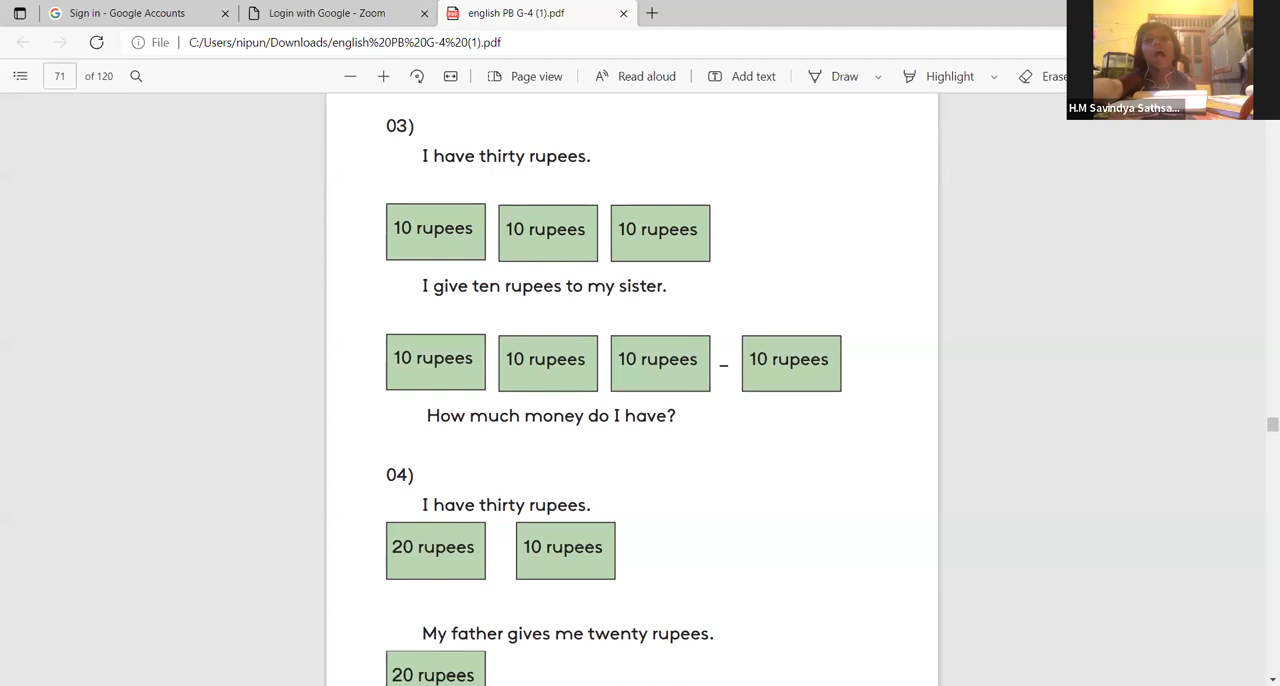 Sign in - Google Accounts
Login with Google - Zoom
english PB G-4 (1).pdf
File
C:/Users/nipun/Downloads/english%20PB%20G-4%20(1).pdf
71 of 120
Page view
Read aloud
Add text
Draw
Highlight
Erase
H.M Savindya Sathsa...
03)
I have thirty rupees.
10 rupees 10 rupees 10 rupees
I give ten rupees to my sister.
10 rupees 10 rupees 10 rupees – 10 rupees
How much money do I have?
04)
I have thirty rupees.
20 rupees 10 rupees
My father gives me twenty rupees.
20 rupees